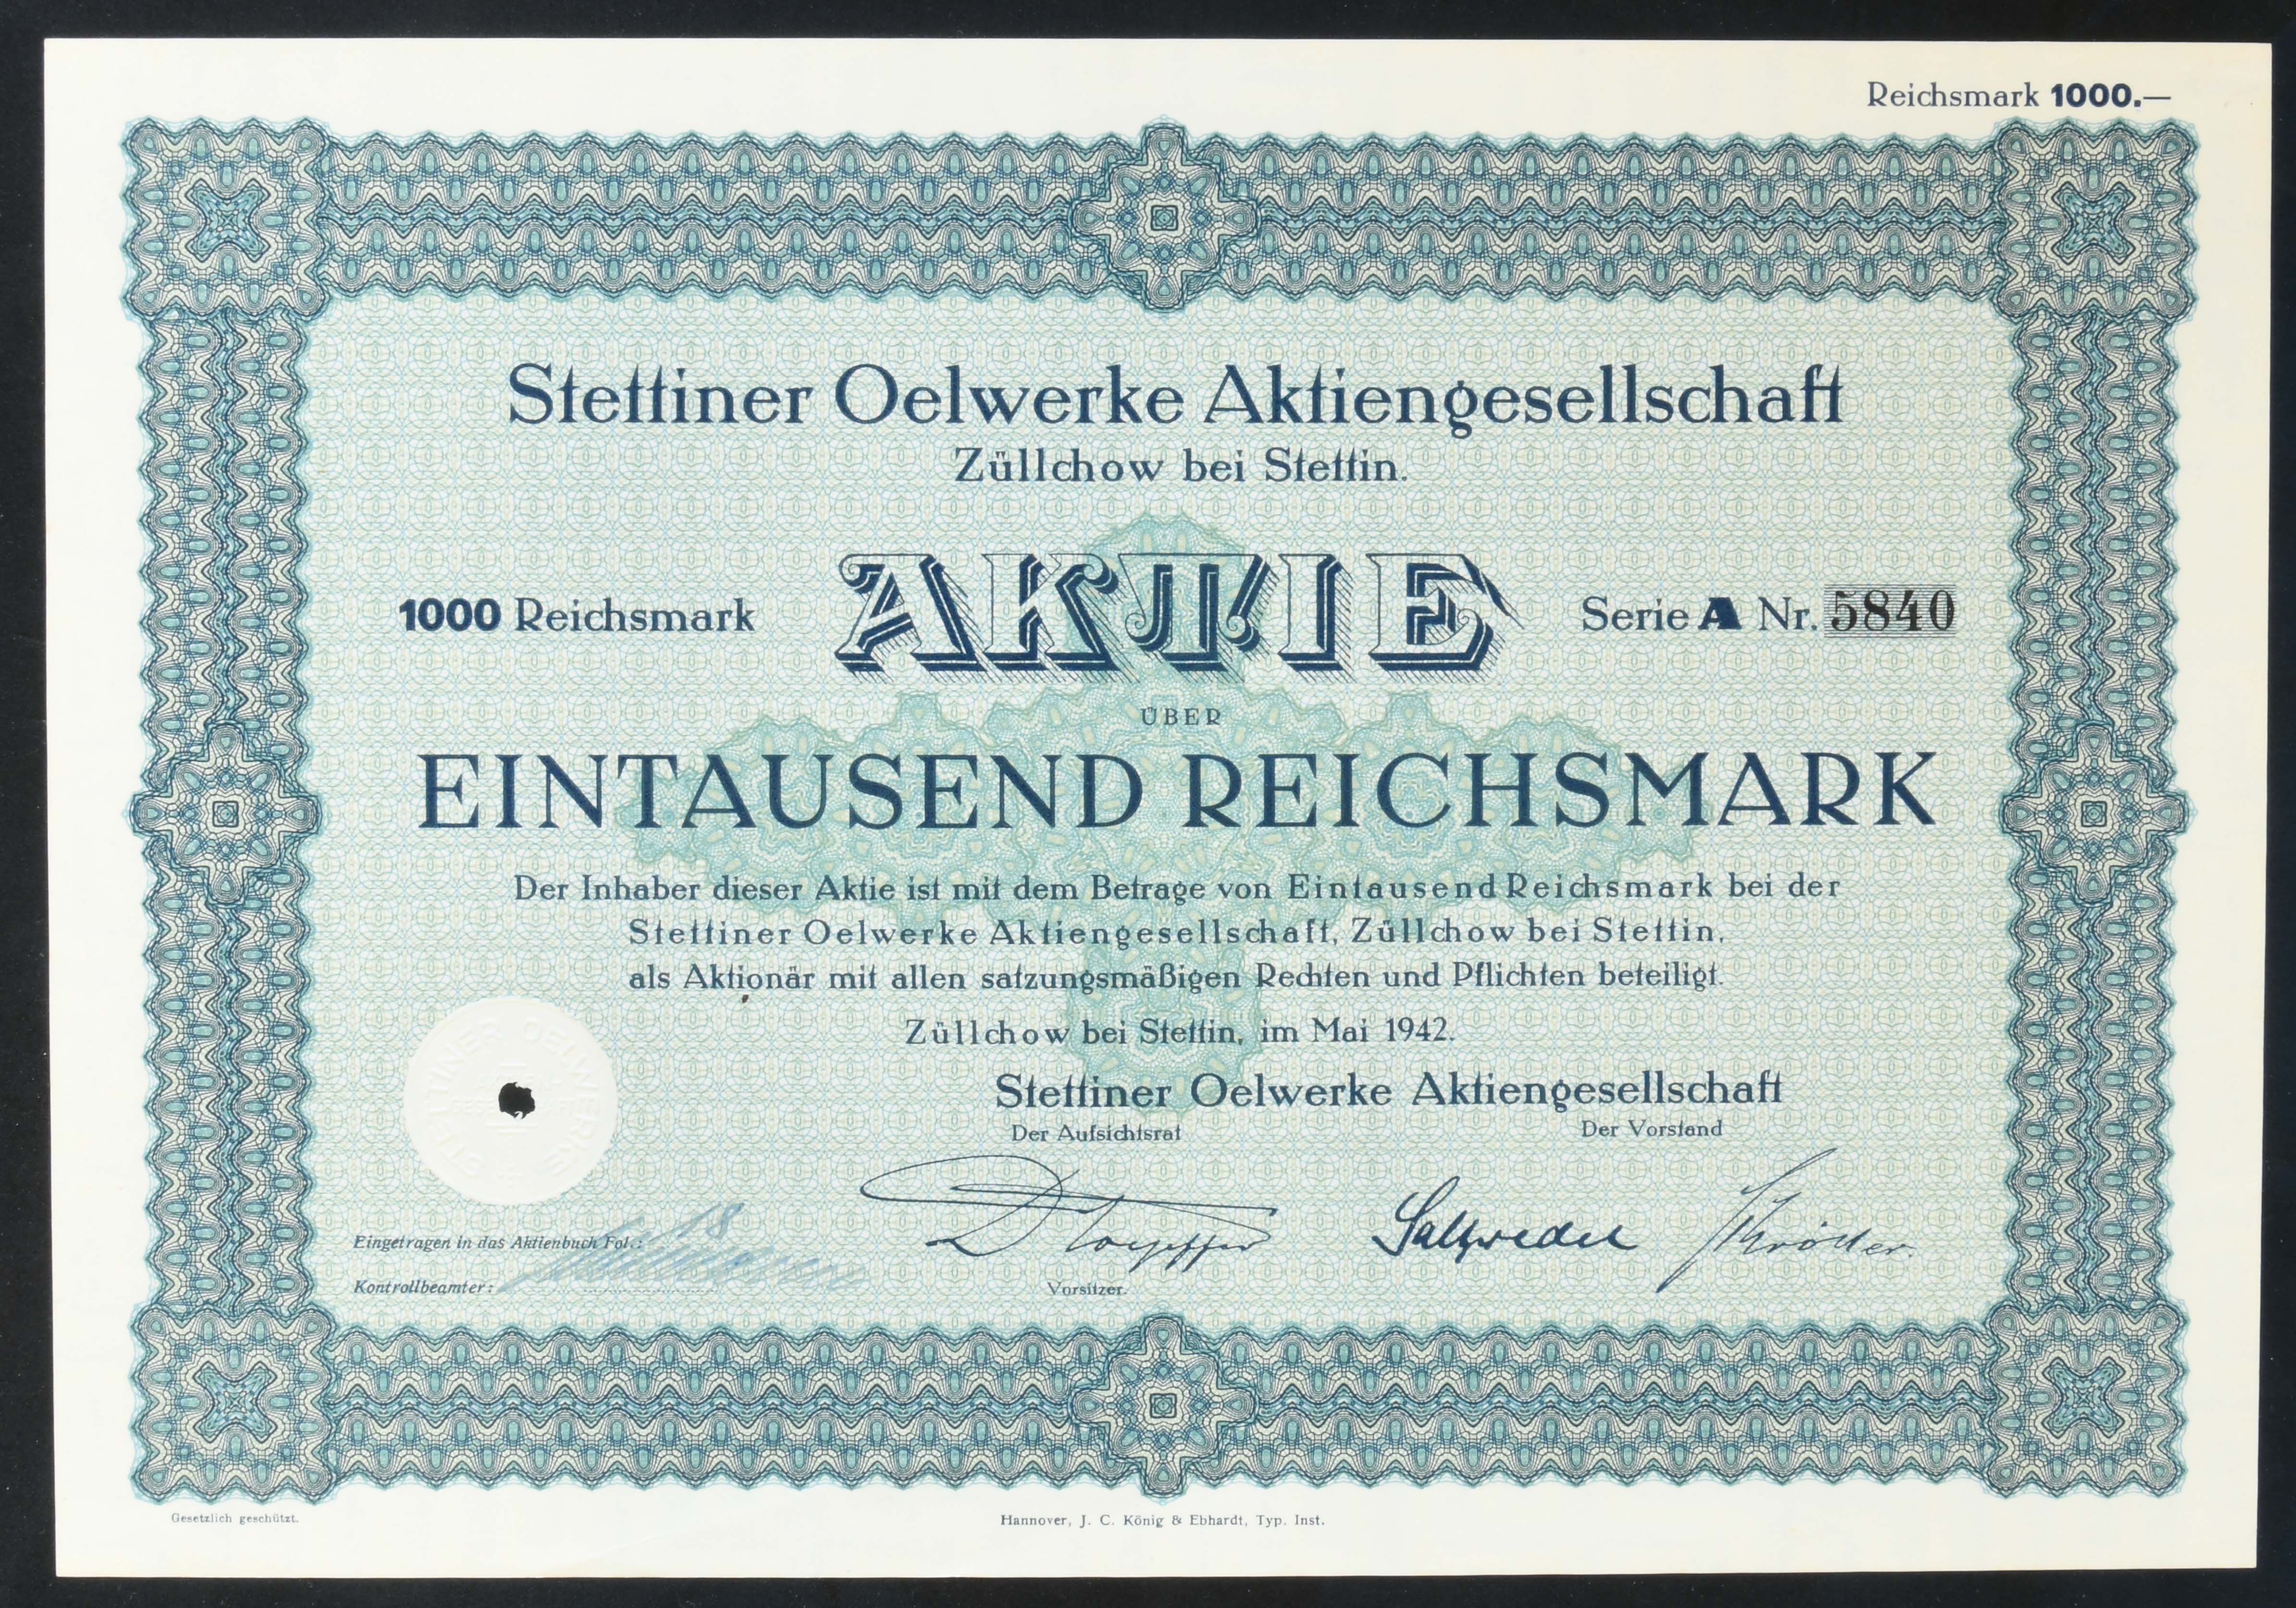 Reichsmark 1000.—
Stettiner Oelwerke Aktiengesellschaft
Züllchow bei Stettin.
1000 Reichsmark
AKTIE
Serie A Nr. 5840
ÜBER
EINTAUSEND REICHSMARK
Der Inhaber dieser Aktie ist mit dem Betrage von Eintausend Reichsmark bei der
Stettiner Oelwerke Aktiengesellschaft, Züllchow bei Stettin,
als Aktionär mit allen satzungsmäßigen Rechten und Pflichten beteiligt.
Züllchow bei Stettin, im Mai 1942.
STETTINER OELWERKE
Stettiner Oelwerke Aktiengesellschaft
Der Aufsichtsrat
Der Vorstand
Eingetragen in das Aktienbuch Fol.: 18
Kontrollbeamter:
Vorsitzer.
Gesetzlich geschützt.
Hannover, J. C. König & Ebhardt, Typ. Inst.